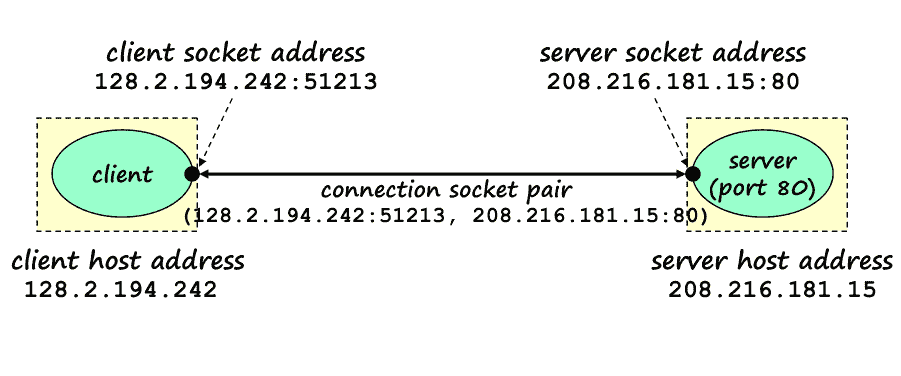 client socket address
128.2.194.242:51213
server socket address
208.216.181.15:80
client
server
(port 80)
connection socket pair
(128.2.194.242:51213, 208.216.181.15:80)
client host address
128.2.194.242
server host address
208.216.181.15